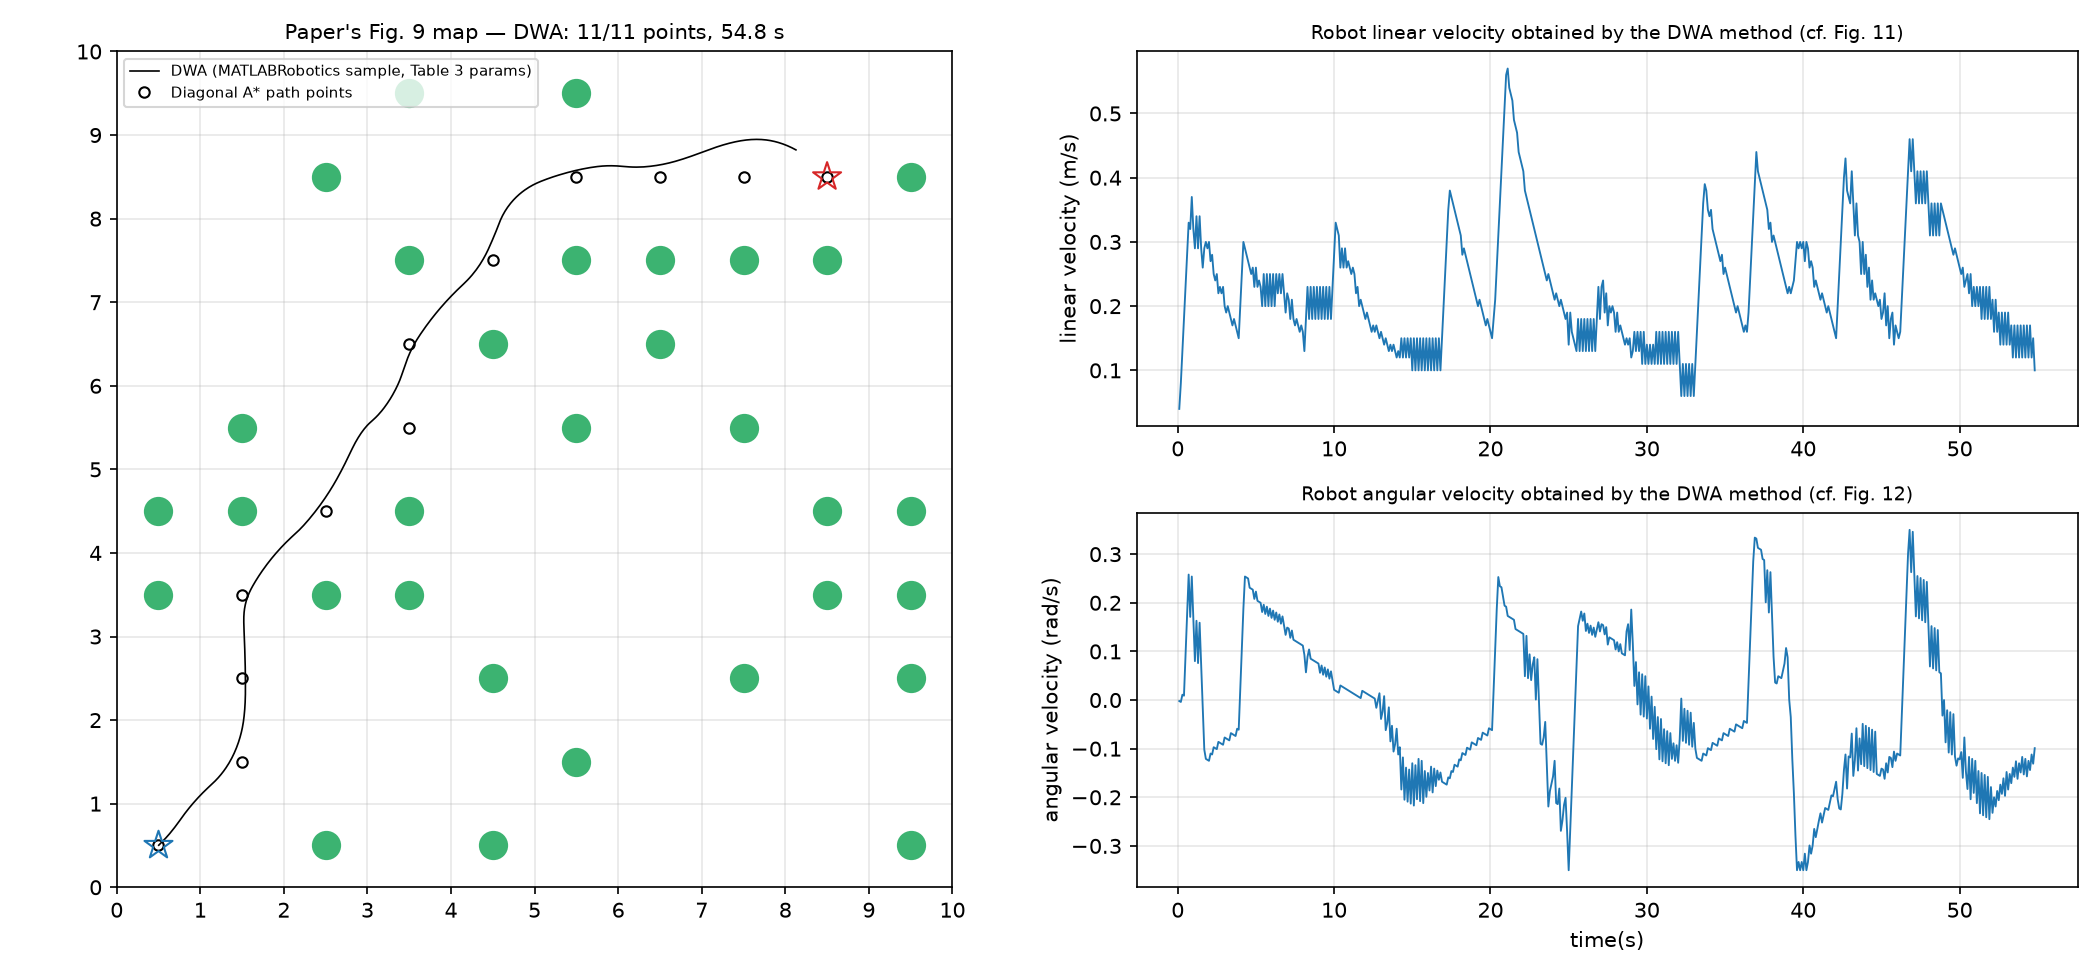 Paper's Fig. 9 map — DWA: 11/11 points, 54.8 s
DWA (MATLABRobotics sample, Table 3 params)
Diagonal A* path points
10
9
8
7
6
5
4
3
2
1
0
0 1 2 3 4 5 6 7 8 9 10
Robot linear velocity obtained by the DWA method (cf. Fig. 11)
linear velocity (m/s)
0.5
0.4
0.3
0.2
0.1
0 10 20 30 40 50
Robot angular velocity obtained by the DWA method (cf. Fig. 12)
angular velocity (rad/s)
0.3
0.2
0.1
0.0
−0.1
−0.2
−0.3
0 10 20 30 40 50
time(s)